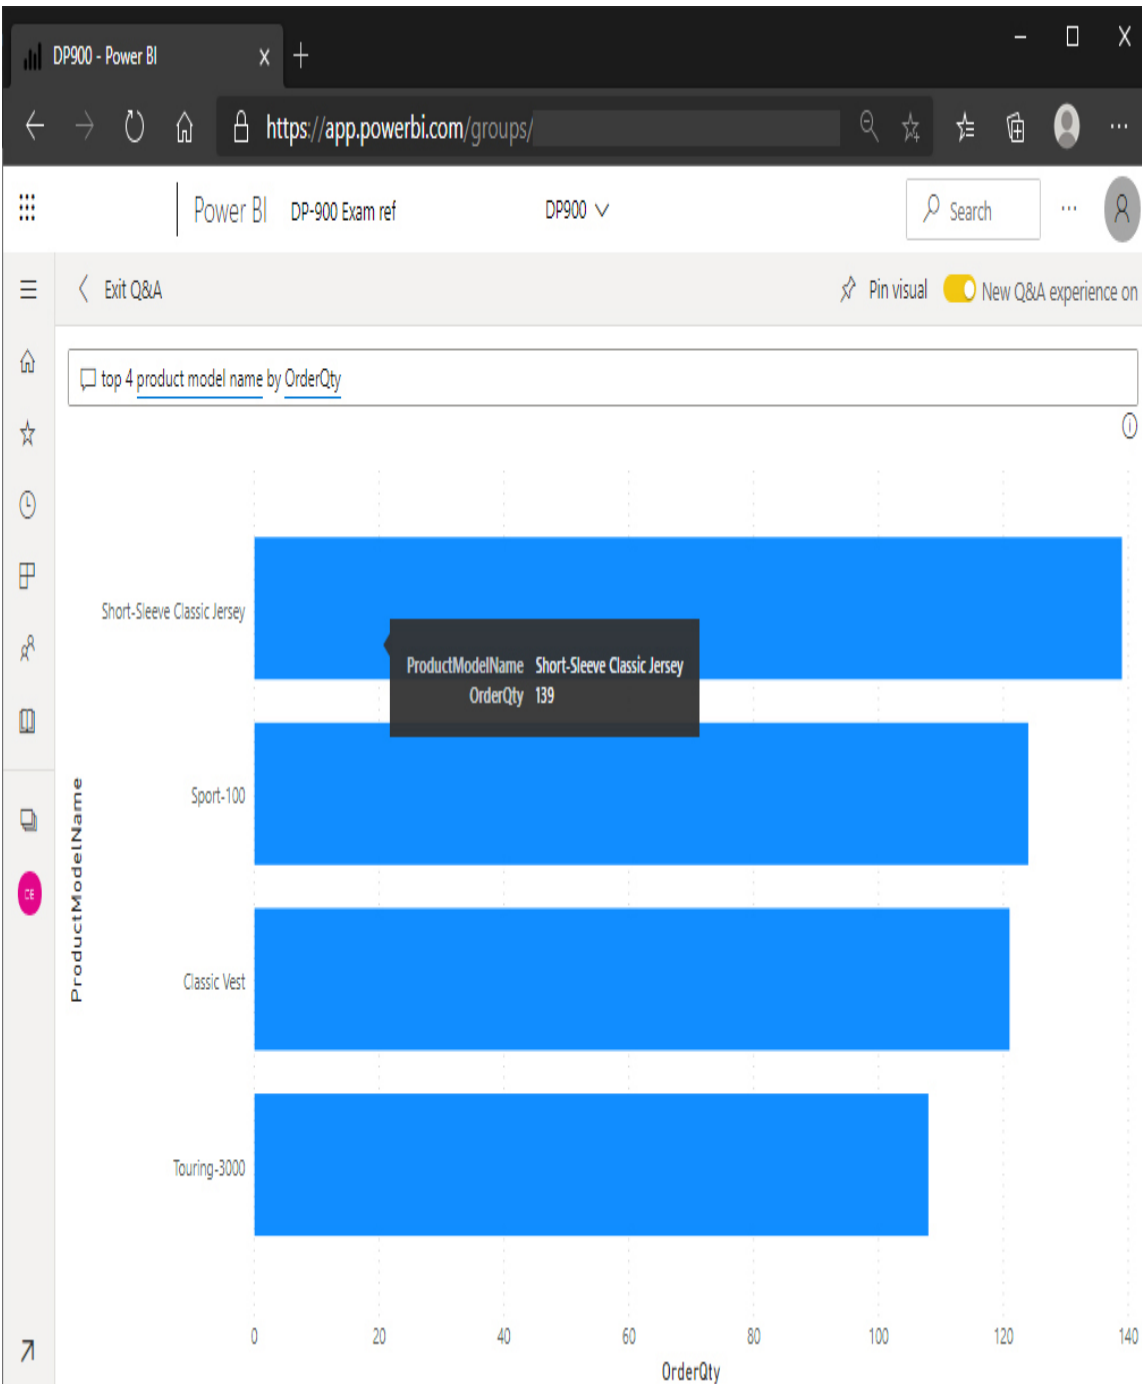 DP900 - Power BI
https://app.powerbi.com/groups/
Power BI DP-900 Exam ref DP900 Search
Exit Q&A Pin visual New Q&A experience on
top 4 product model name by OrderQty
Short-Sleeve Classic Jersey
ProductModelName Short-Sleeve Classic Jersey
OrderQty 139
Sport-100
CE
ProductModelName
Classic Vest
Touring-3000
0 20 40 60 80 100 120 140
OrderQty